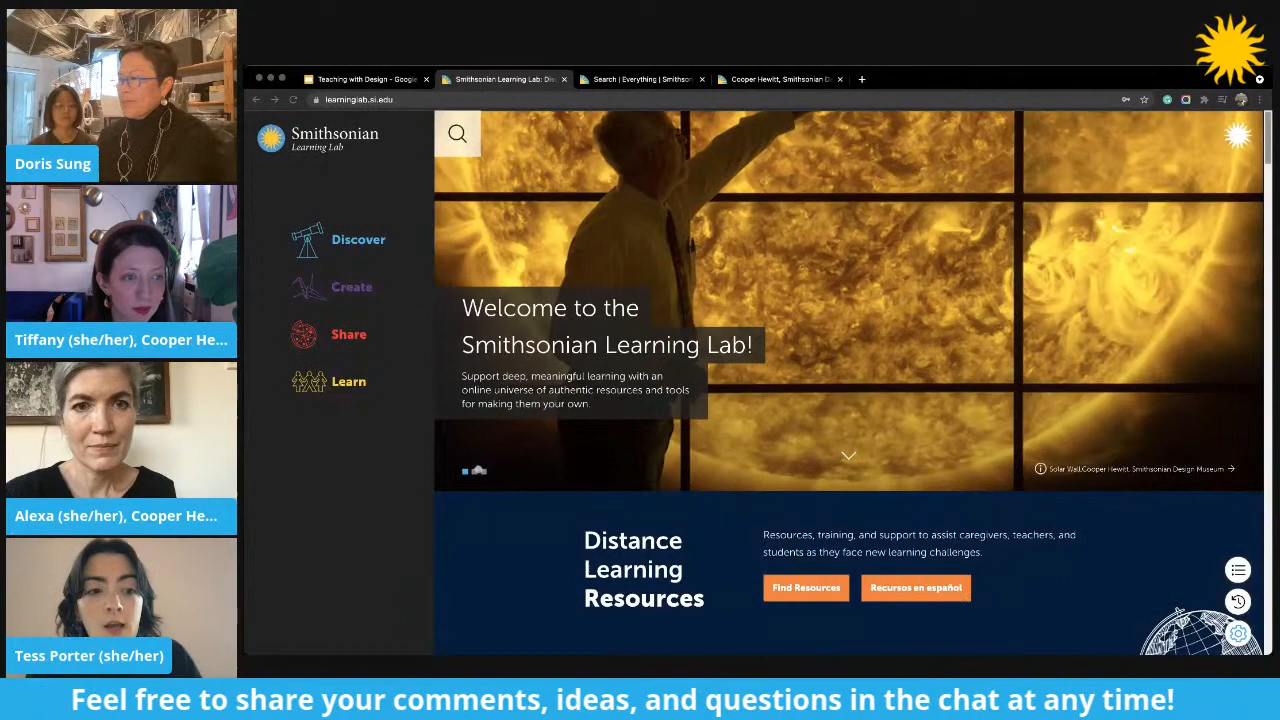 Doris Sung
Tiffany (she/her), Cooper He...
Alexa (she/her), Cooper He...
Tess Porter (she/her)
Teaching with Design - Google
Smithsonian Learning Lab: Dis
Search | Everything | Smithson
Cooper Hewitt, Smithsonian D
learninglab.si.edu
Smithsonian
Learning Lab
Discover
Create
Share
Learn
Welcome to the
Smithsonian Learning Lab!
Support deep, meaningful learning with an
online universe of authentic resources and tools
for making them your own.
Solar Wall,Cooper Hewitt, Smithsonian Design Museum
Distance
Learning
Resources
Resources, training, and support to assist caregivers, teachers, and
students as they face new learning challenges.
Find Resources
Recursos en español
Feel free to share your comments, ideas, and questions in the chat at any time!